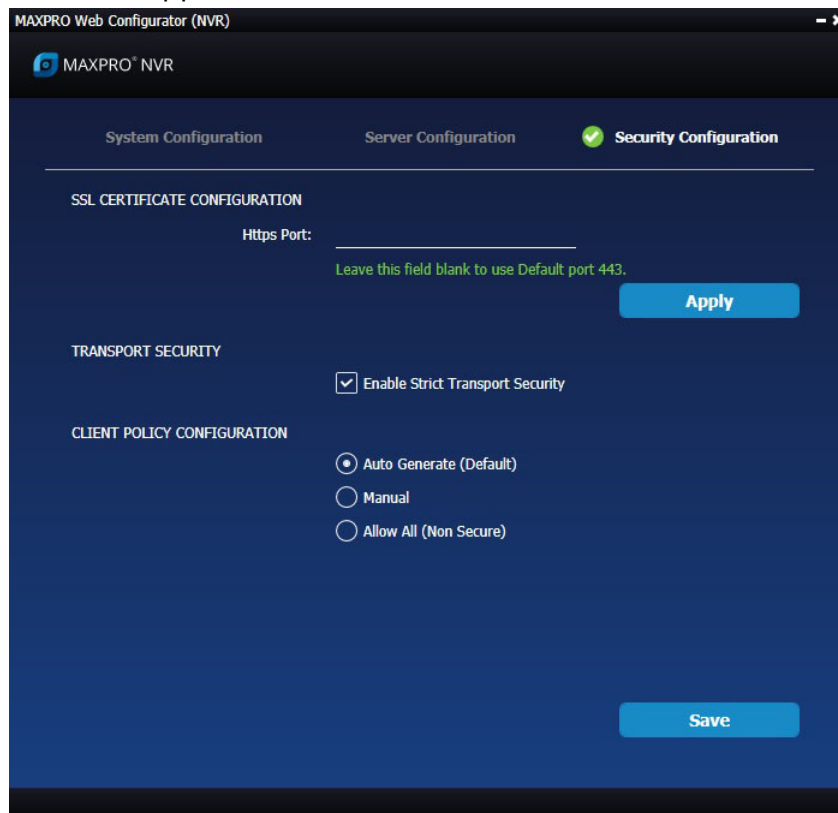 MAXPRO Web Configurator (NVR)
MAXPRO® NVR
System Configuration Server Configuration Security Configuration
SSL CERTIFICATE CONFIGURATION
Https Port:
Leave this field blank to use Default port 443.
Apply
TRANSPORT SECURITY
Enable Strict Transport Security
CLIENT POLICY CONFIGURATION
Auto Generate (Default)
Manual
Allow All (Non Secure)
Save